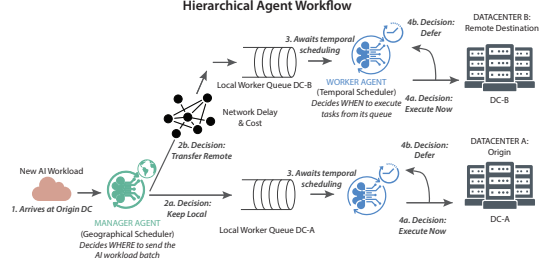 Hierarchical Agent Workflow
4b. Decision:
Defer
DATACENTER B:
Remote Destination
3. Awaits temporal
scheduling
Local Worker Queue DC-B
WORKER AGENT
(Temporal Scheduler)
Decides WHEN to execute
tasks from its queue
4a. Decision:
Execute Now
DC-B
Network Delay
& Cost
2b. Decision:
Transfer Remote
New AI Workload
1. Arrives at Origin DC
MANAGER AGENT
(Geographical Scheduler)
Decides WHERE to send the
AI workload batch
2a. Decision:
Keep Local
Local Worker Queue DC-A
3. Awaits temporal
scheduling
4b. Decision:
Defer
4a. Decision:
Execute Now
DATACENTER A:
Origin
DC-A